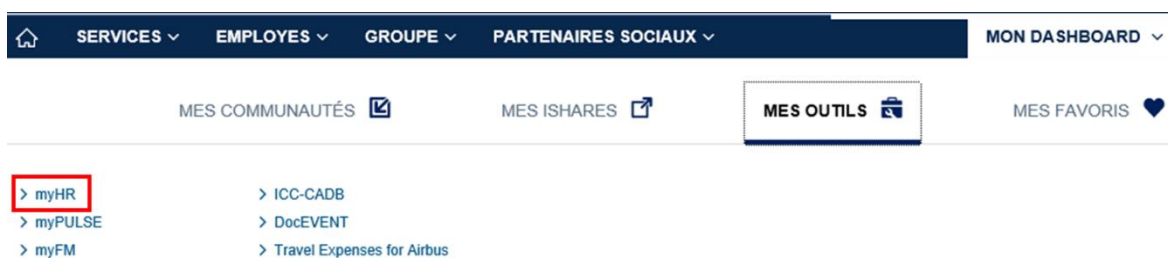 SERVICES EMPLOYES GROUPE PARTENAIRES SOCIAUX MON DASHBOARD
MES COMMUNAUTÉS MES ISHARES MES OUTILS MES FAVORIS
> myHR > ICC-CADB
> myPULSE > DocEVENT
> myFM > Travel Expenses for Airbus